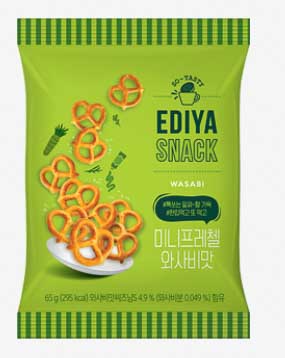 SO-TASTY
EDIYA
SNACK
WASABI
#톡쏘는 알싸-함 가득
#한입먹고 또 먹고
미니프레첼
와사비맛
65 g (295 kcal) 와사비맛씨즈닝S 4.9 % (와사비분 0.049 %) 함유